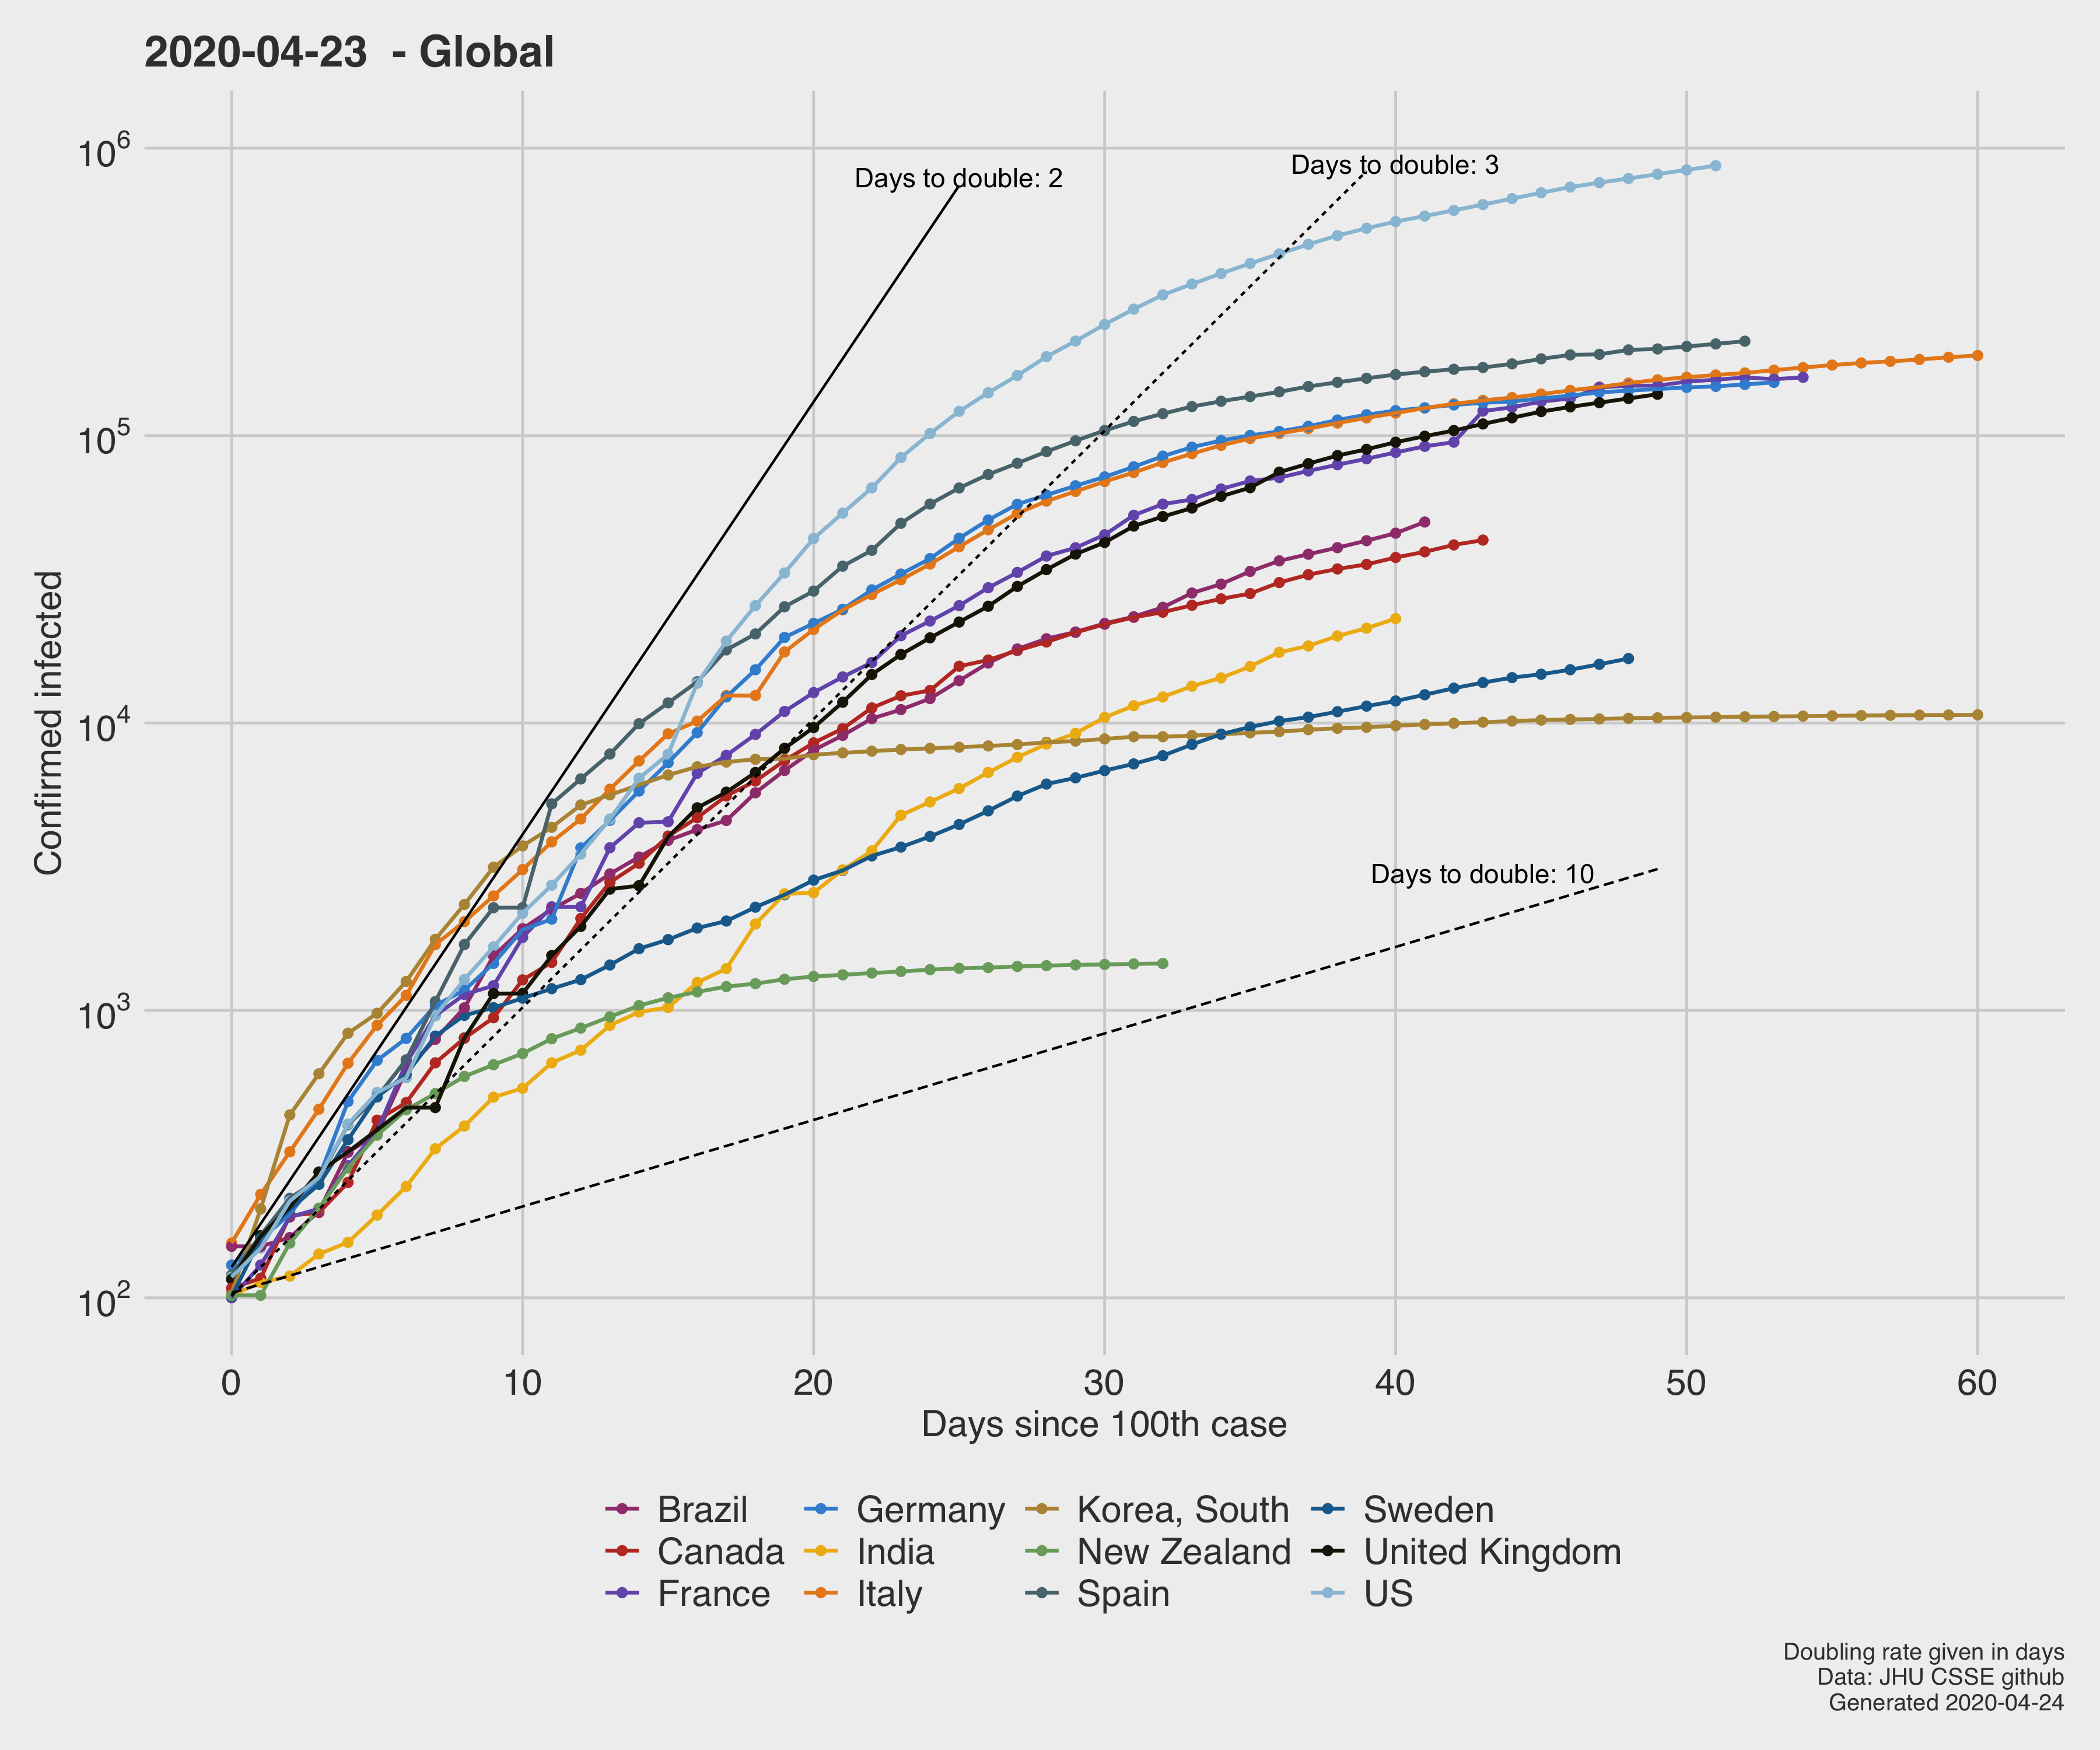 2020-04-23  - Global
10^6
10^5
10^4
10^3
10^2
Confirmed infected
Days to double: 2
Days to double: 3
Days to double: 10
0 10 20 30 40 50 60
Days since 100th case
Brazil Germany Korea, South Sweden
Canada India New Zealand United Kingdom
France Italy Spain US
Doubling rate given in days
Data: JHU CSSE github
Generated 2020-04-24